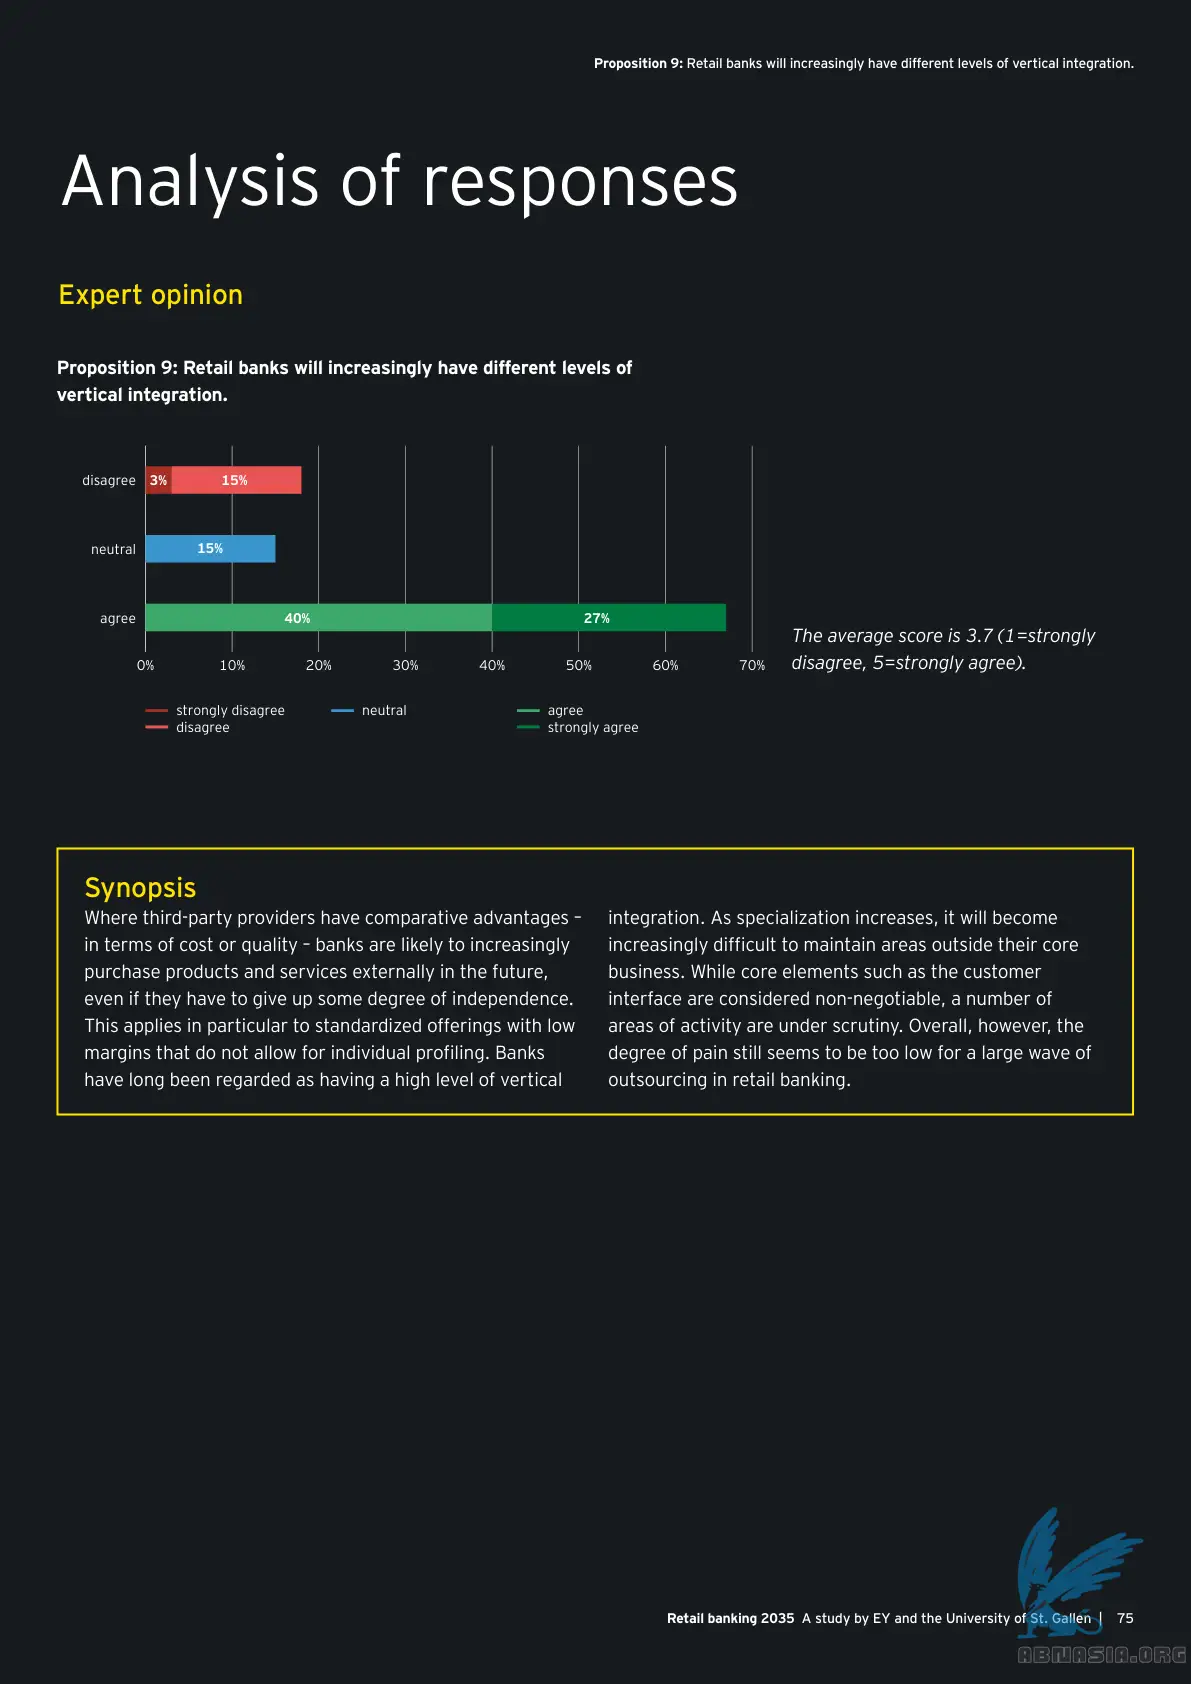 Proposition 9: Retail banks will increasingly have different levels of vertical integration.
Analysis of responses
Expert opinion
Proposition 9: Retail banks will increasingly have different levels of
vertical integration.
disagree 3% 15%
neutral 15%
agree 40% 27%
0% 10% 20% 30% 40% 50% 60% 70%
The average score is 3.7 (1=strongly
disagree, 5=strongly agree).
strongly disagree neutral agree
disagree strongly agree
Synopsis
Where third-party providers have comparative advantages –
in terms of cost or quality – banks are likely to increasingly
purchase products and services externally in the future,
even if they have to give up some degree of independence.
This applies in particular to standardized offerings with low
margins that do not allow for individual profiling. Banks
have long been regarded as having a high level of vertical
integration. As specialization increases, it will become
increasingly difficult to maintain areas outside their core
business. While core elements such as the customer
interface are considered non-negotiable, a number of
areas of activity are under scrutiny. Overall, however, the
degree of pain still seems to be too low for a large wave of
outsourcing in retail banking.
Retail banking 2035 A study by EY and the University of St. Gallen | 75
ABNASIA.ORG